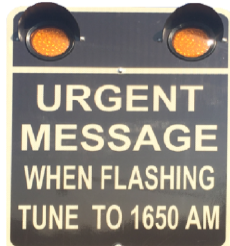 URGENT
MESSAGE
WHEN FLASHING
TUNE TO 1650 AM